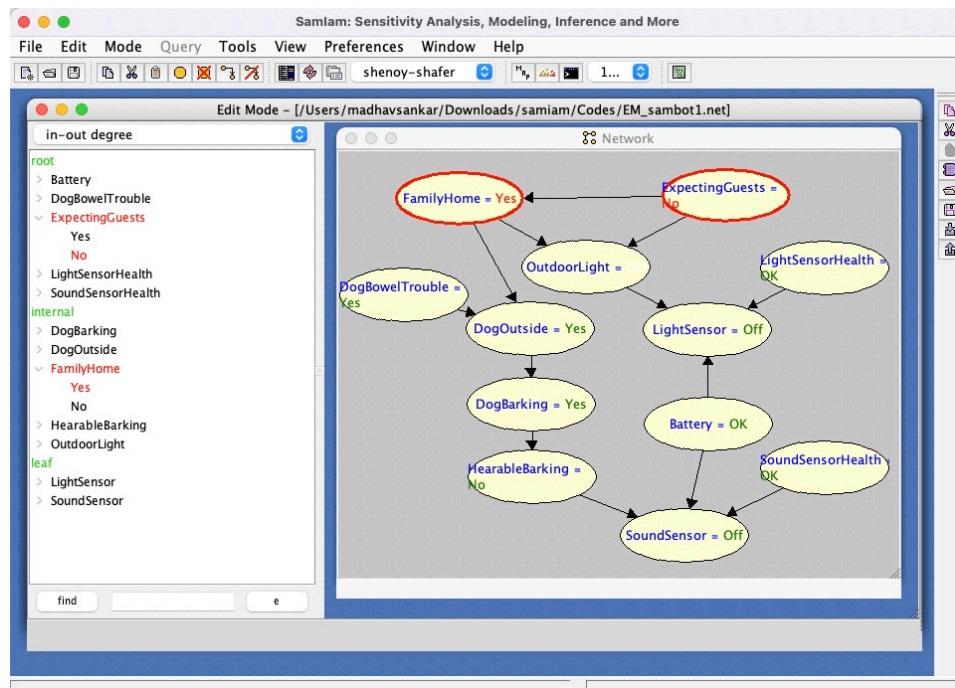 SamIam: Sensitivity Analysis, Modeling, Inference and More
File Edit Mode Query Tools View Preferences Window Help
shenoy-shafer
1...
Edit Mode – [/Users/madhavsankar/Downloads/samiam/Codes/EM_sambot1.net]
in-out degree
root
Battery
DogBowelTrouble
ExpectingGuests
Yes
No
LightSensorHealth
SoundSensorHealth
internal
DogBarking
DogOutside
FamilyHome
Yes
No
HearableBarking
OutdoorLight
leaf
LightSensor
SoundSensor
find
e
Network
FamilyHome = Yes
ExpectingGuests =
No
OutdoorLight =
LightSensorHealth =
OK
DogBowelTrouble =
Yes
DogOutside = Yes
LightSensor = Off
DogBarking = Yes
Battery = OK
HearableBarking =
No
SoundSensorHealth =
OK
SoundSensor = Off